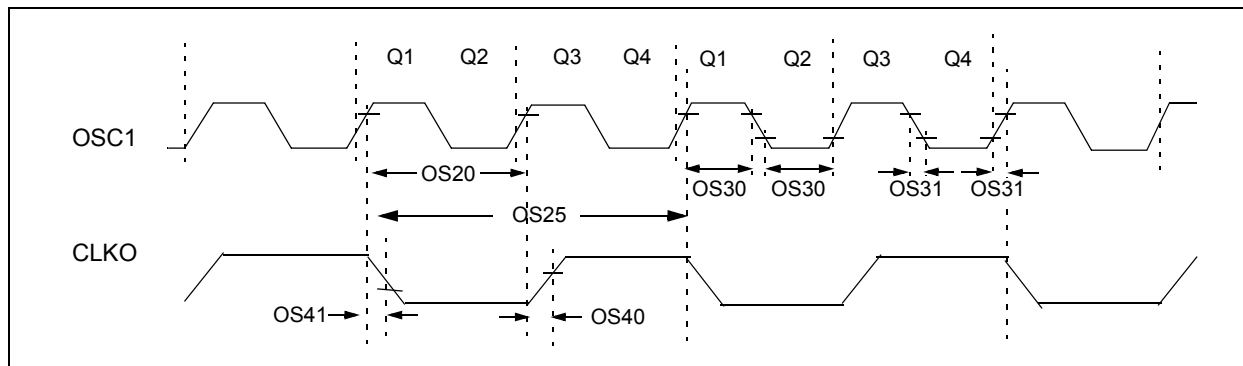 Q1 Q2 Q3 Q4 Q1 Q2 Q3 Q4
OSC1
OS20 OS30 OS30 OS31 OS31
OS25
CLKO
OS41 OS40